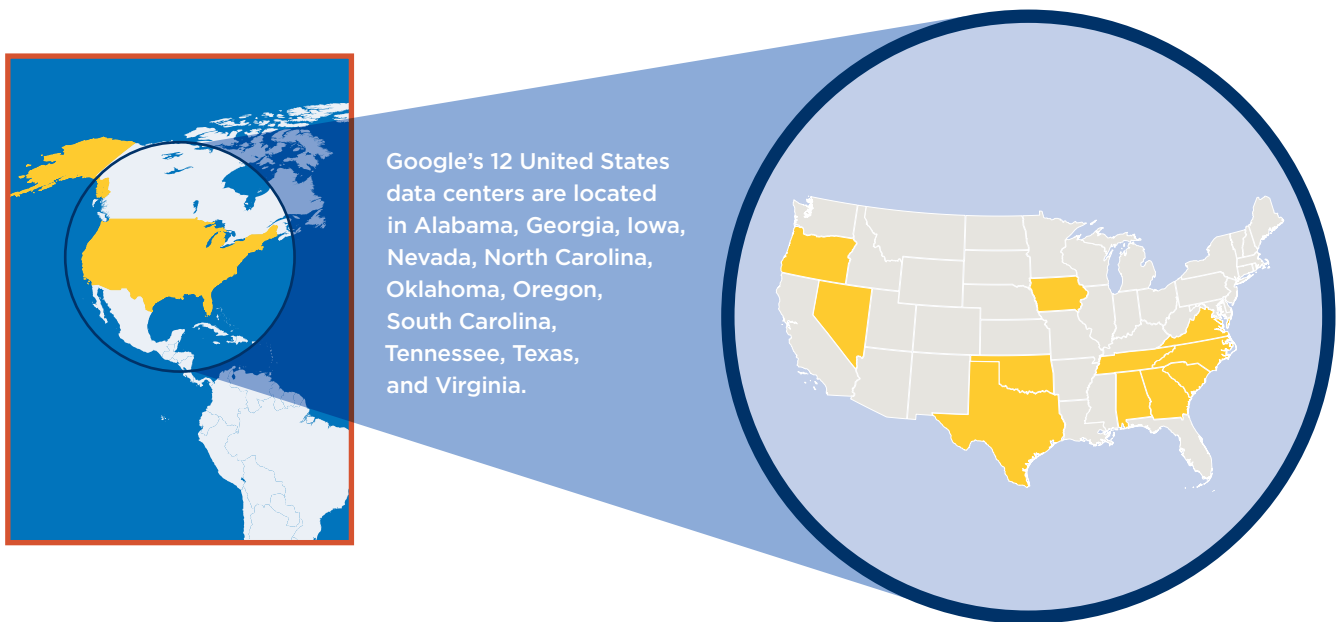 Google’s 12 United States
data centers are located
in Alabama, Georgia, Iowa,
Nevada, North Carolina,
Oklahoma, Oregon,
South Carolina,
Tennessee, Texas,
and Virginia.